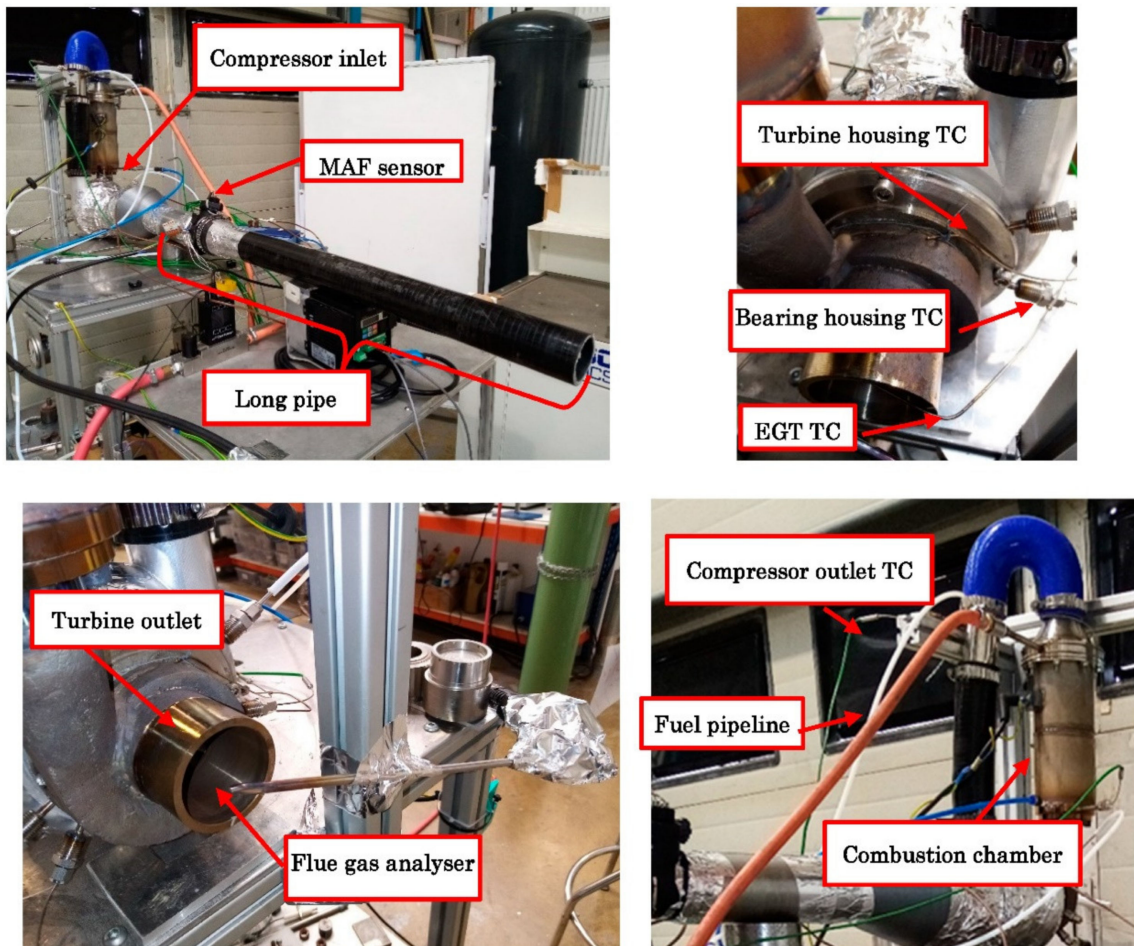 Compressor inlet
MAF sensor
Long pipe
Turbine housing TC
Bearing housing TC
EGT TC
Turbine outlet
Flue gas analyser
Compressor outlet TC
Fuel pipeline
Combustion chamber